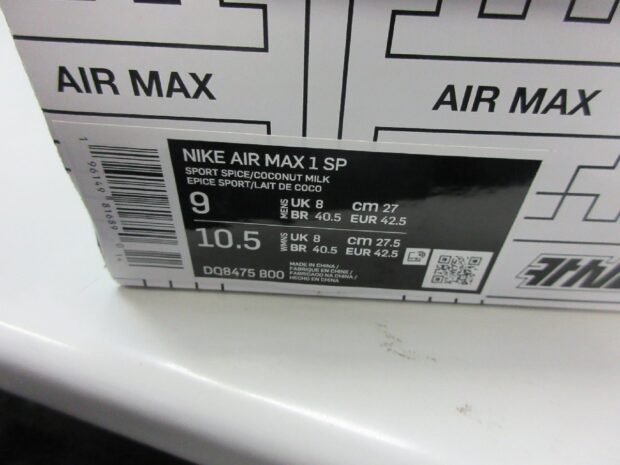 AIR MAX
AIR MAX
NIKE AIR MAX 1 SP
SPORT SPICE/COCONUT MILK
EPICE SPORT/LAIT DE COCO
9 MENS UK 8 CM 27
BR 40.5 EUR 42.5
10.5 WMNS UK 8 CM 27.5
BR 40.5 EUR 42.5
DQ8475 800
MADE IN CHINA /
FABRIQUE EN CHINE /
FABRICADO NA CHINA /
HECHO EN CHINA